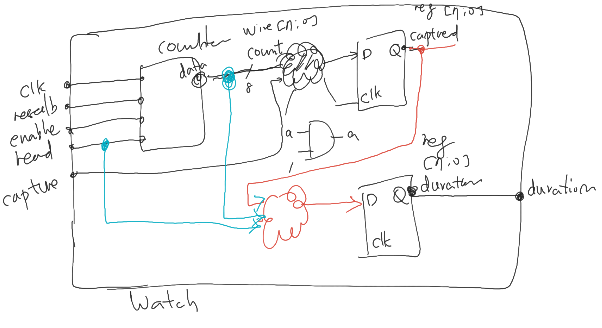 counter
wire [n:0]
reg [n:0]
captured
count
8
data
D
Q
clk
clk
resetb
enable
read
capture
a
a
1
reg
[n:0]
duration
D
Q
clk
duration
Watch